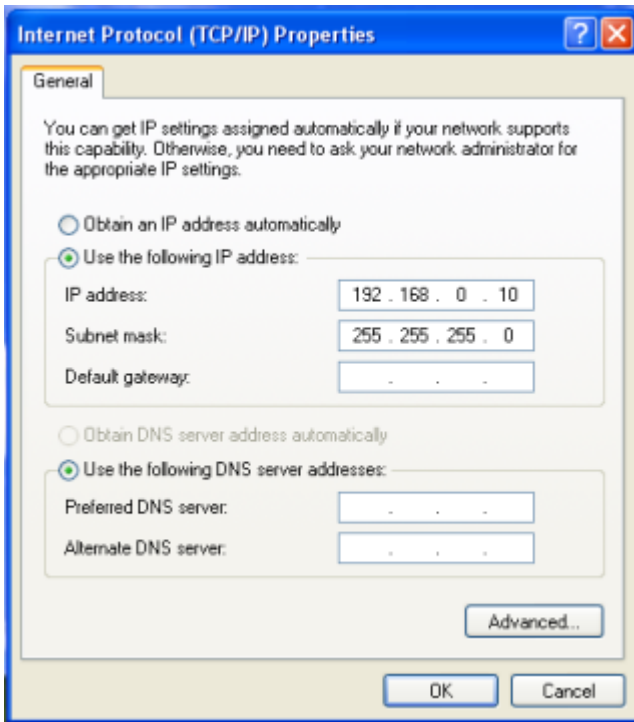 Internet Protocol (TCP/IP) Properties
General
You can get IP settings assigned automatically if your network supports
this capability. Otherwise, you need to ask your network administrator for
the appropriate IP settings.
Obtain an IP address automatically
Use the following IP address:
IP address: 192 . 168 . 0 . 10
Subnet mask: 255 . 255 . 255 . 0
Default gateway: . . .
Obtain DNS server address automatically
Use the following DNS server addresses:
Preferred DNS server: . . .
Alternate DNS server: . . .
Advanced...
OK Cancel